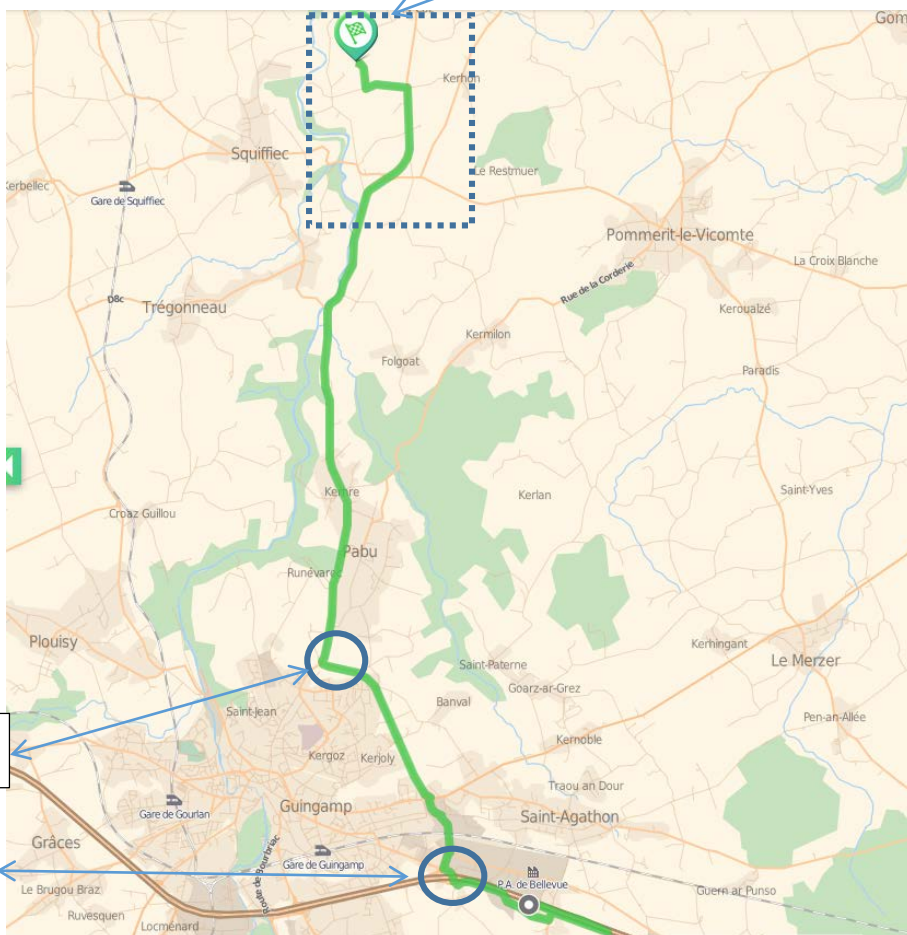 Gom
Kerhon
Squiffiec
Kerbellec
Gare de Squiffiec
Le Restmuer
Pommerit-le-Vicomte
La Croix Blanche
Rue de la Corderie
D8c
Trégonneau
Keroualzé
Kermilon
Folgoat
Paradis
Saint-Yves
Kerlan
Croaz Guillou
Pabu
Plouisy
Kerhingant
Le Merzer
Saint-Paterne
Goarz-ar-Grez
Banval
Saint-Jean
Pen-an-Allée
Kernoble
Kergoz
Kerjoly
Traou an Dour
Guingamp
Saint-Agathon
Gare de Gourlan
Grâces
Gare de Guingamp
Route de Bourbriac
P.A. de Bellevue
Le Brugou Braz
Guern ar Punso
Ruvesquen
Locménard